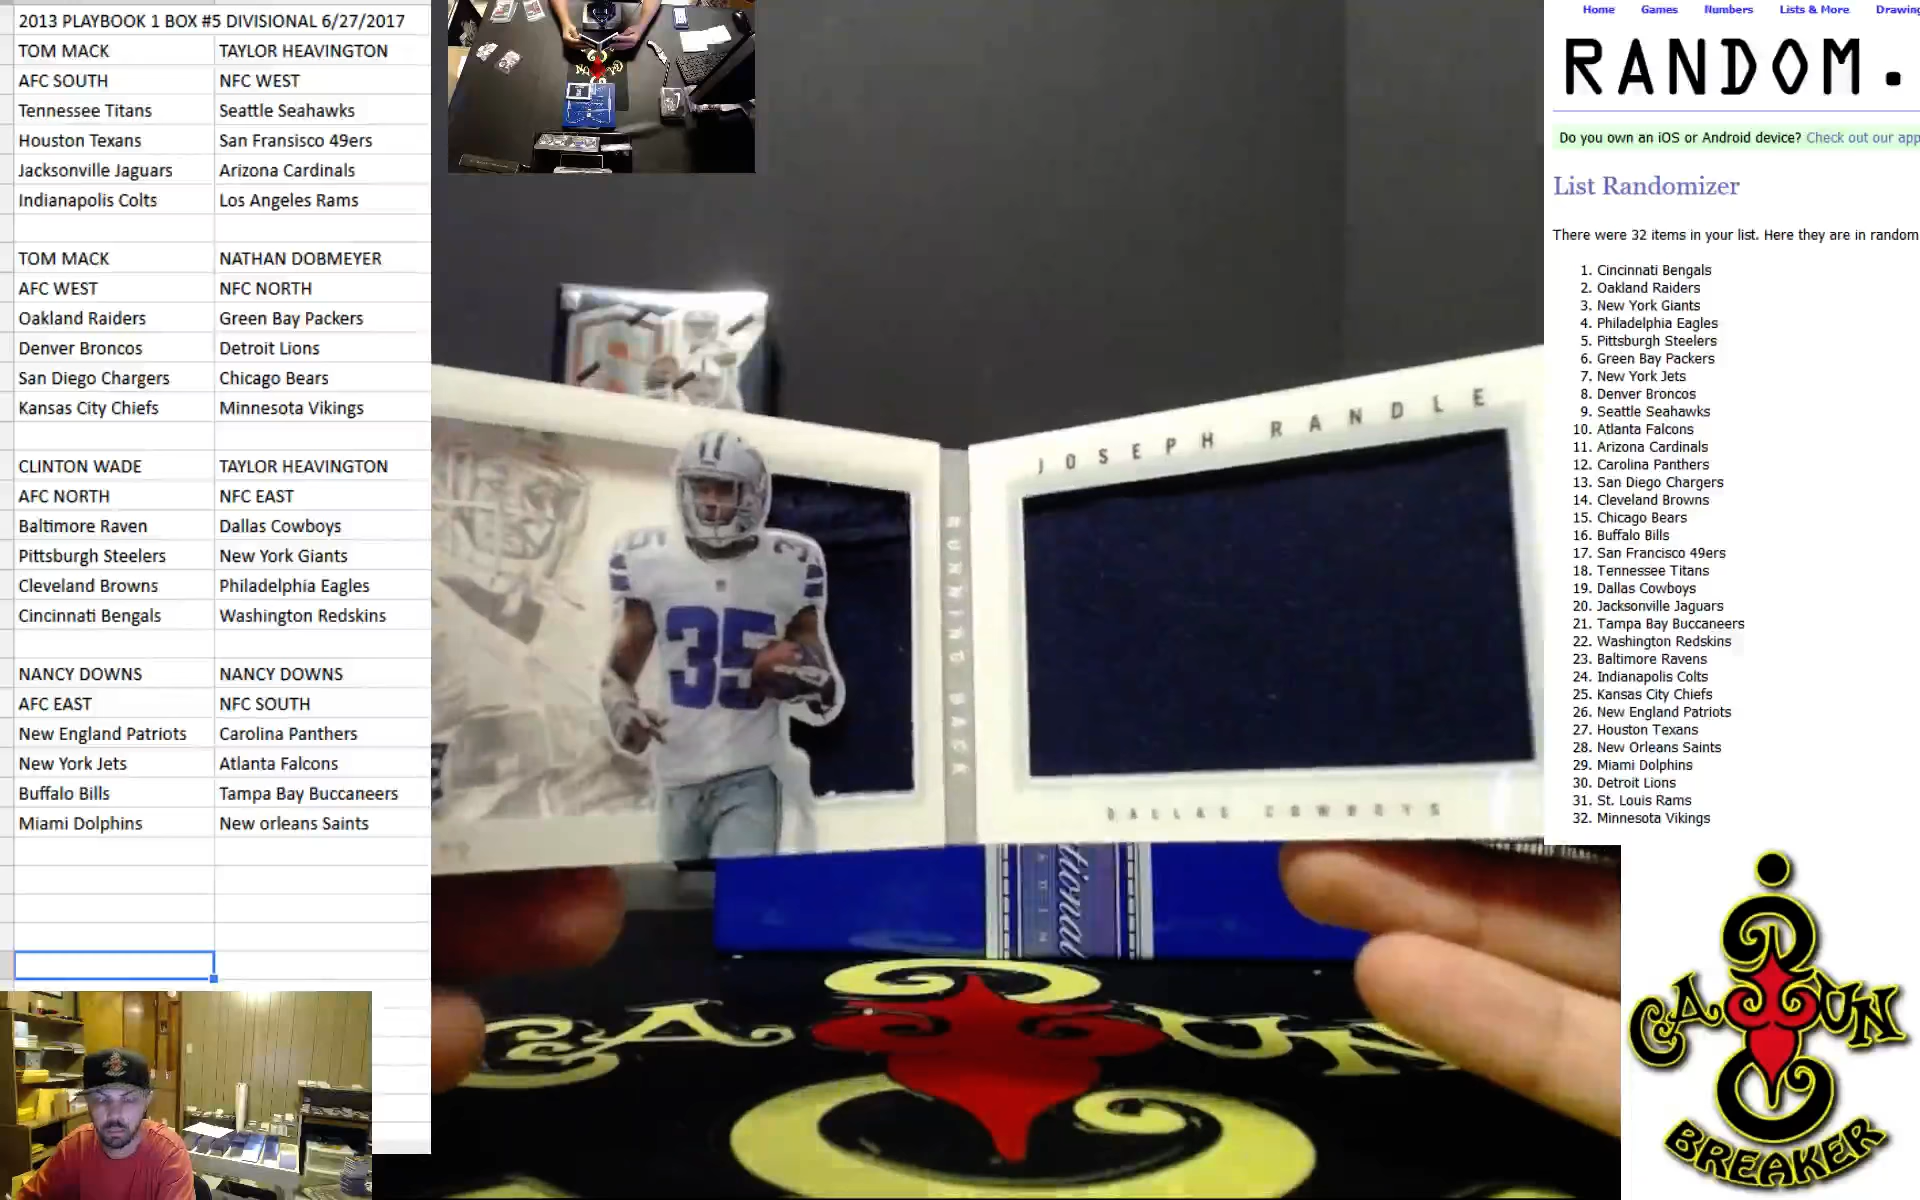 2013 PLAYBOOK 1 BOX #5 DIVISIONAL 6/27/2017
TOM MACK TAYLOR HEAVINGTON
AFC SOUTH NFC WEST
Tennessee Titans Seattle Seahawks
Houston Texans San Fransisco 49ers
Jacksonville Jaguars Arizona Cardinals
Indianapolis Colts Los Angeles Rams
TOM MACK NATHAN DOBMEYER
AFC WEST NFC NORTH
Oakland Raiders Green Bay Packers
Denver Broncos Detroit Lions
San Diego Chargers Chicago Bears
Kansas City Chiefs Minnesota Vikings
CLINTON WADE TAYLOR HEAVINGTON
AFC NORTH NFC EAST
Baltimore Raven Dallas Cowboys
Pittsburgh Steelers New York Giants
Cleveland Browns Philadelphia Eagles
Cincinnati Bengals Washington Redskins
NANCY DOWNS NANCY DOWNS
AFC EAST NFC SOUTH
New England Patriots Carolina Panthers
New York Jets Atlanta Falcons
Buffalo Bills Tampa Bay Buccaneers
Miami Dolphins New orleans Saints
JOSEPH RANDLE
35
RUNNING BACK
DALLAS COWBOYS
tional
CA UN
Home Games Numbers Lists & More Drawing
RANDOM.
Do you own an iOS or Android device? Check out our app
List Randomizer
There were 32 items in your list. Here they are in random
1. Cincinnati Bengals
2. Oakland Raiders
3. New York Giants
4. Philadelphia Eagles
5. Pittsburgh Steelers
6. Green Bay Packers
7. New York Jets
8. Denver Broncos
9. Seattle Seahawks
10. Atlanta Falcons
11. Arizona Cardinals
12. Carolina Panthers
13. San Diego Chargers
14. Cleveland Browns
15. Chicago Bears
16. Buffalo Bills
17. San Francisco 49ers
18. Tennessee Titans
19. Dallas Cowboys
20. Jacksonville Jaguars
21. Tampa Bay Buccaneers
22. Washington Redskins
23. Baltimore Ravens
24. Indianapolis Colts
25. Kansas City Chiefs
26. New England Patriots
27. Houston Texans
28. New Orleans Saints
29. Miami Dolphins
30. Detroit Lions
31. St. Louis Rams
32. Minnesota Vikings
CAJUN
BREAKER